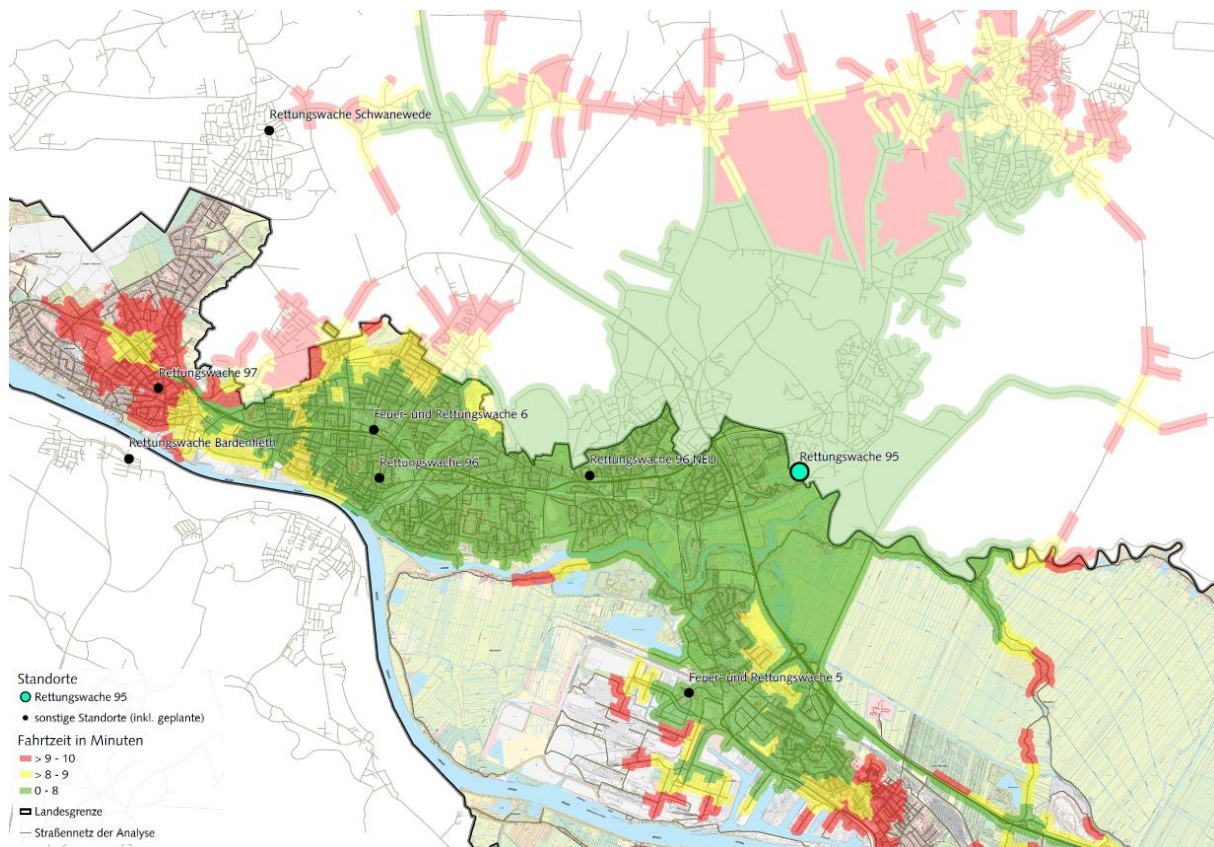 Rettungswache Schwanewede
Rettungswache 97
Feuer- und Rettungswache 6
Rettungswache Bardenfleth
Rettungswache 96
Rettungswache 96 NEU
Rettungswache 95
Feuer- und Rettungswache 5
Standorte
Rettungswache 95
sonstige Standorte (inkl. geplante)
Fahrtzeit in Minuten
> 9 - 10
> 8 - 9
0 - 8
Landesgrenze
Straßennetz der Analyse